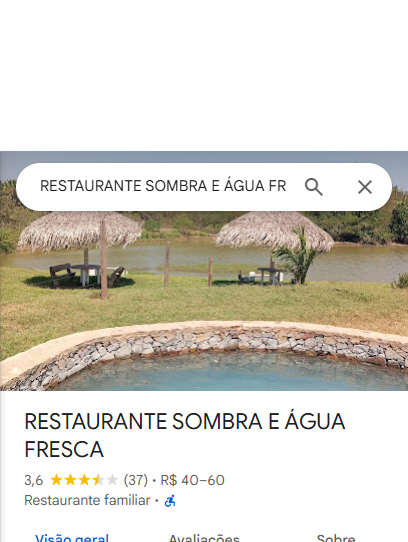 RESTAURANTE SOMBRA E ÁGUA FR
RESTAURANTE SOMBRA E ÁGUA
FRESCA
3,6 (37) · R$ 40–60
Restaurante familiar ·
Visão geral Avaliações Sobre